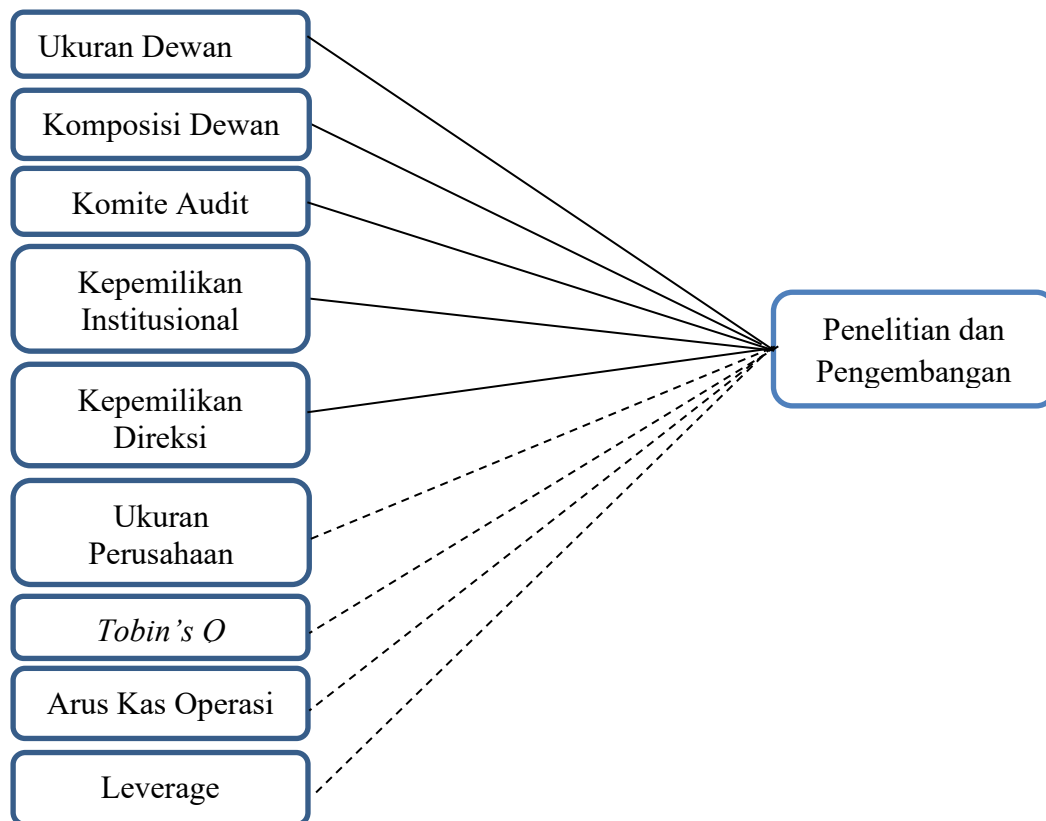 Ukuran Dewan
Komposisi Dewan
Komite Audit
Kepemilikan
Institusional
Kepemilikan
Direksi
Ukuran
Perusahaan
Tobin’s Q
Arus Kas Operasi
Leverage
Penelitian dan
Pengembangan